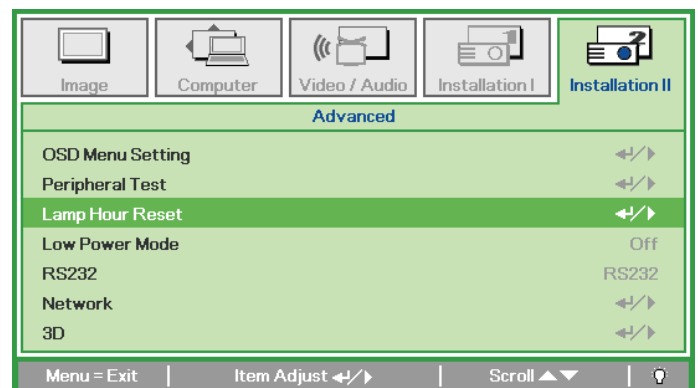 Image
Computer
Video / Audio
Installation I
Installation II
Advanced
OSD Menu Setting
Peripheral Test
Lamp Hour Reset
Low Power Mode Off
RS232 RS232
Network
3D
Menu = Exit | Item Adjust ↵/▶ | Scroll ▲▼